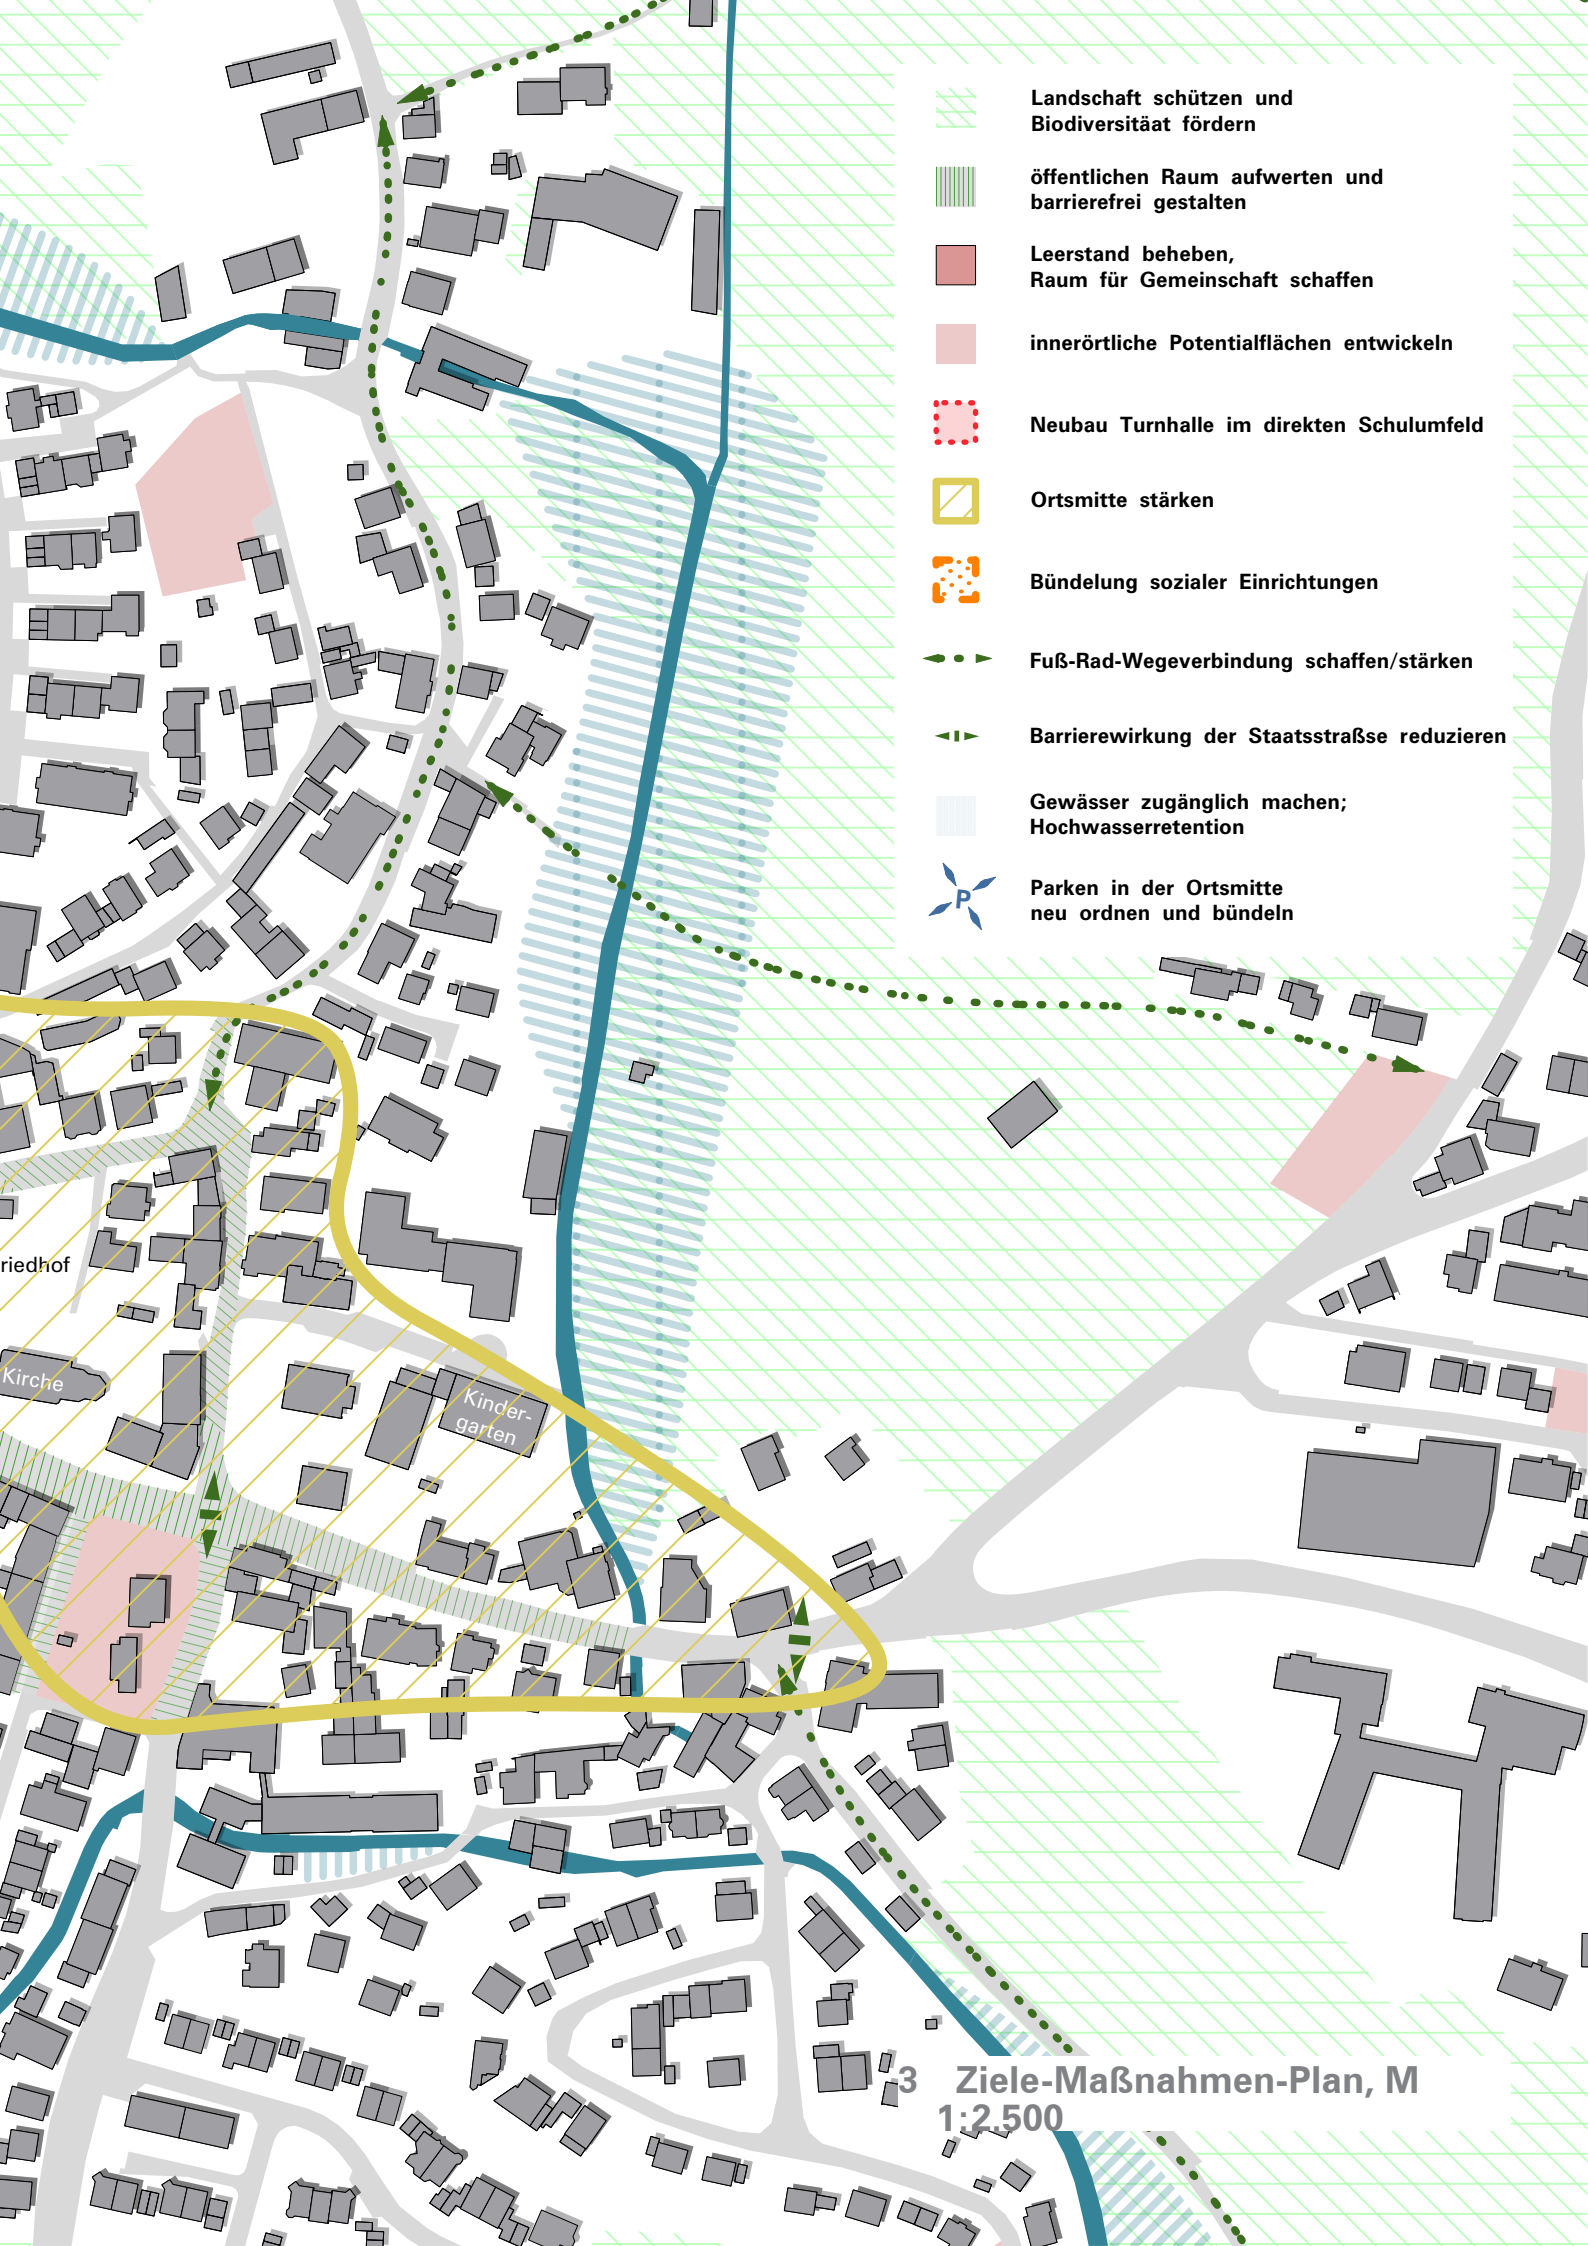 Landschaft schützen und
Biodiversitäat fördern
öffentlichen Raum aufwerten und
barrierefrei gestalten
Leerstand beheben,
Raum für Gemeinschaft schaffen
innerörtliche Potentialflächen entwickeln
Neubau Turnhalle im direkten Schulumfeld
Ortsmitte stärken
Bündelung sozialer Einrichtungen
Fuß-Rad-Wegeverbindung schaffen/stärken
Barrierewirkung der Staatsstraßse reduzieren
Gewässer zugänglich machen;
Hochwasserretention
P
Parken in der Ortsmitte
neu ordnen und bündeln
riedhof
Kirche
Kinder-
garten
3 Ziele-Maßnahmen-Plan, M
1:2.500